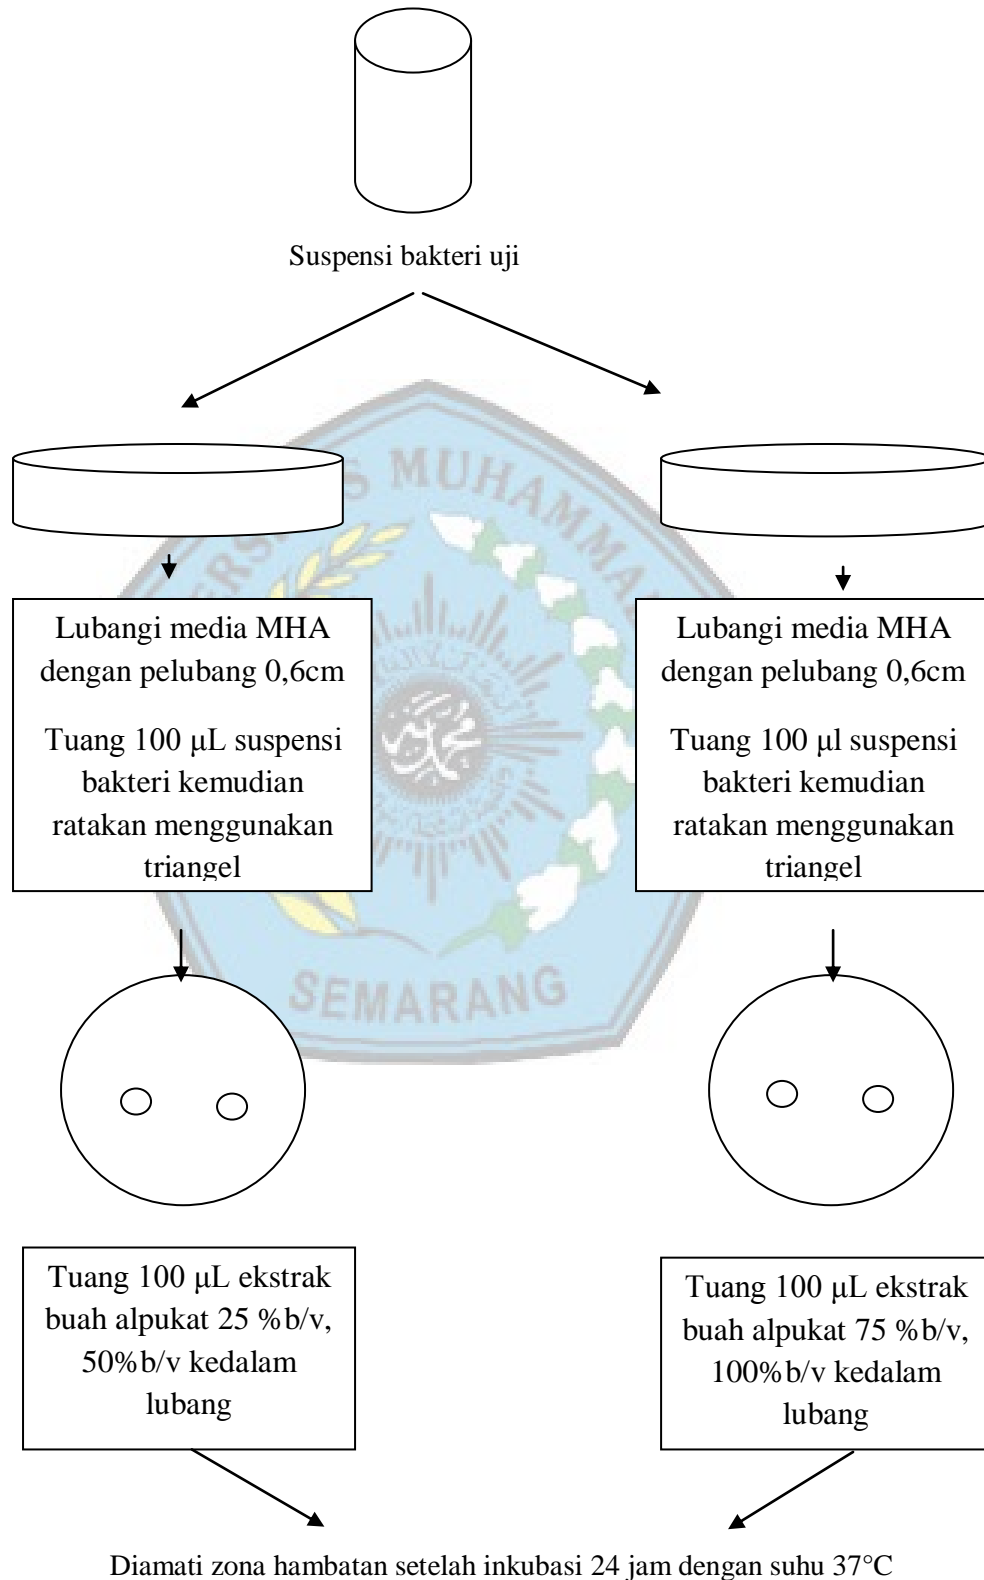 Suspensi bakteri uji
S MUHAMMA
ERS
Lubangi media MHA
dengan pelubang 0,6cm
Tuang 100 μL suspensi
bakteri kemudian
ratakan menggunakan
triangel
Lubangi media MHA
dengan pelubang 0,6cm
Tuang 100 μl suspensi
bakteri kemudian
ratakan menggunakan
triangel
SEMARANG
Tuang 100 μL ekstrak
buah alpukat 25 %b/v,
50%b/v kedalam
lubang
Tuang 100 μL ekstrak
buah alpukat 75 %b/v,
100%b/v kedalam
lubang
Diamati zona hambatan setelah inkubasi 24 jam dengan suhu 37°C